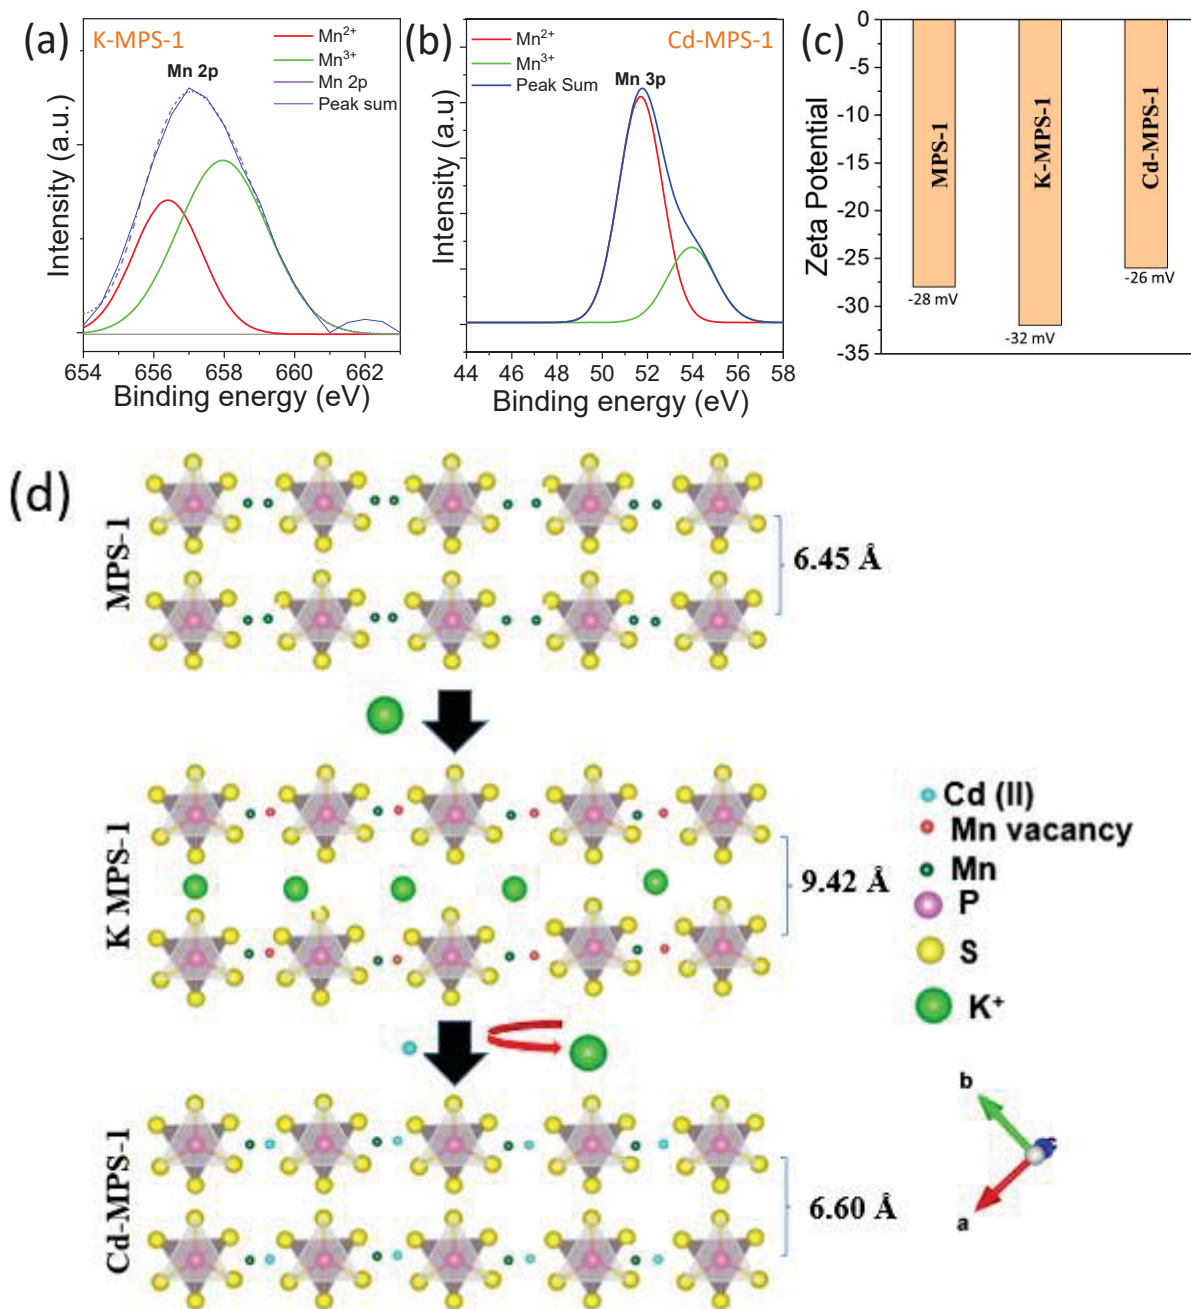 (a)
K-MPS-1
Mn 2p
Mn²⁺
Mn³⁺
Mn 2p
Peak sum
Intensity (a.u.)
654 656 658 660 662
Binding energy (eV)
(b)
Cd-MPS-1
Mn²⁺
Mn³⁺
Peak Sum
Mn 3p
Intensity (a.u)
44 46 48 50 52 54 56 58
Binding energy (eV)
(c)
Zeta Potential
0
-5
-10
-15
-20
-25
-30
-35
MPS-1
K-MPS-1
Cd-MPS-1
-28 mV
-32 mV
-26 mV
(d)
MPS-1
6.45 Å
K MPS-1
9.42 Å
Cd-MPS-1
6.60 Å
Cd (II)
Mn vacancy
Mn
P
S
K⁺
b
c
a